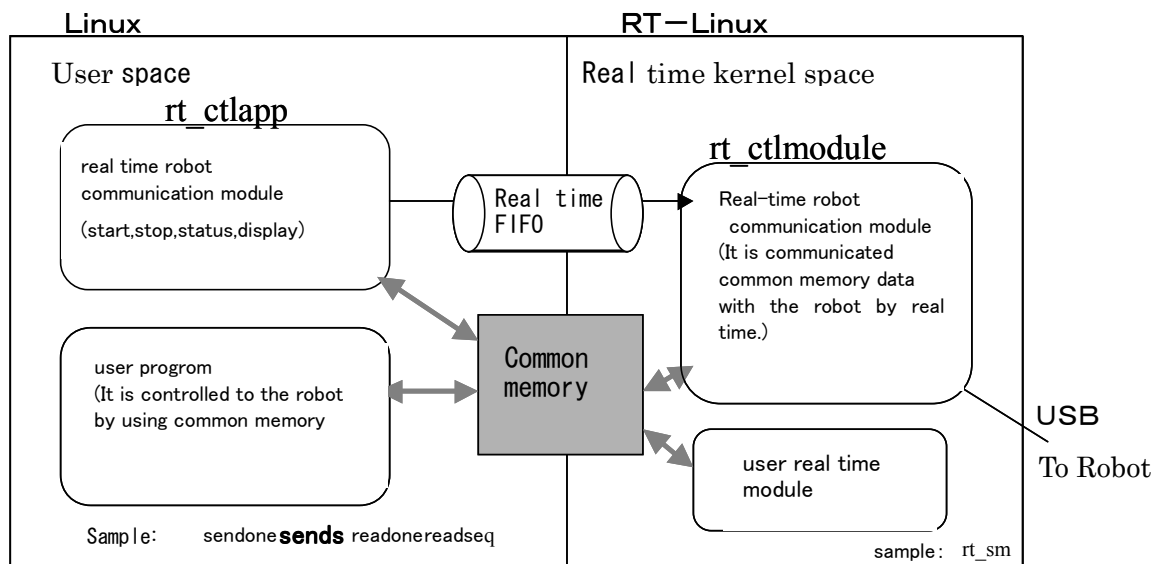 Linux
RT－Linux
User space
Real time kernel space
rt_ctlapp
real time robot
communication module
(start,stop,status,display)
Real time
FIFO
rt_ctlmodule
Real-time robot
communication module
(It is communicated
common memory data
with the robot by real
time.)
user progrom
(It is controlled to the robot
by using common memory
Common
memory
USB
To Robot
user real time
module
Sample: sendone sends readonereadseq
sample: rt_sm